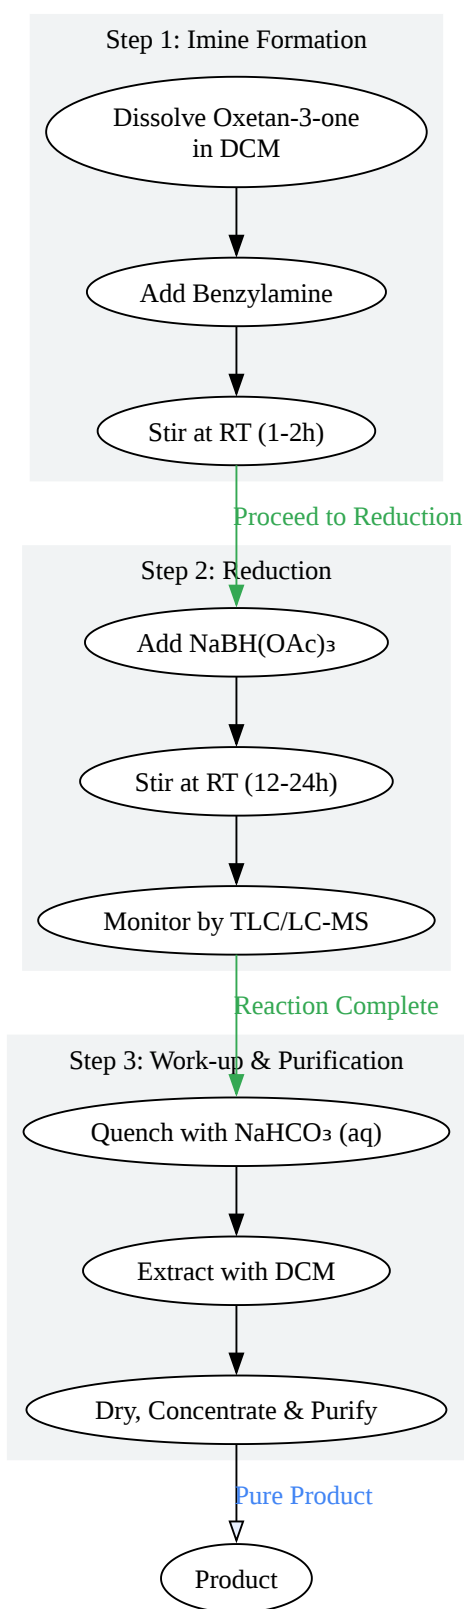 Step 1: Imine Formation
Dissolve Oxetan-3-one
in DCM
Add Benzylamine
Stir at RT (1-2h)
Proceed to Reduction
Step 2: Reduction
Add NaBH(OAc)₃
Stir at RT (12-24h)
Monitor by TLC/LC-MS
Reaction Complete
Step 3: Work-up & Purification
Quench with NaHCO₃ (aq)
Extract with DCM
Dry, Concentrate & Purify
Pure Product
Product